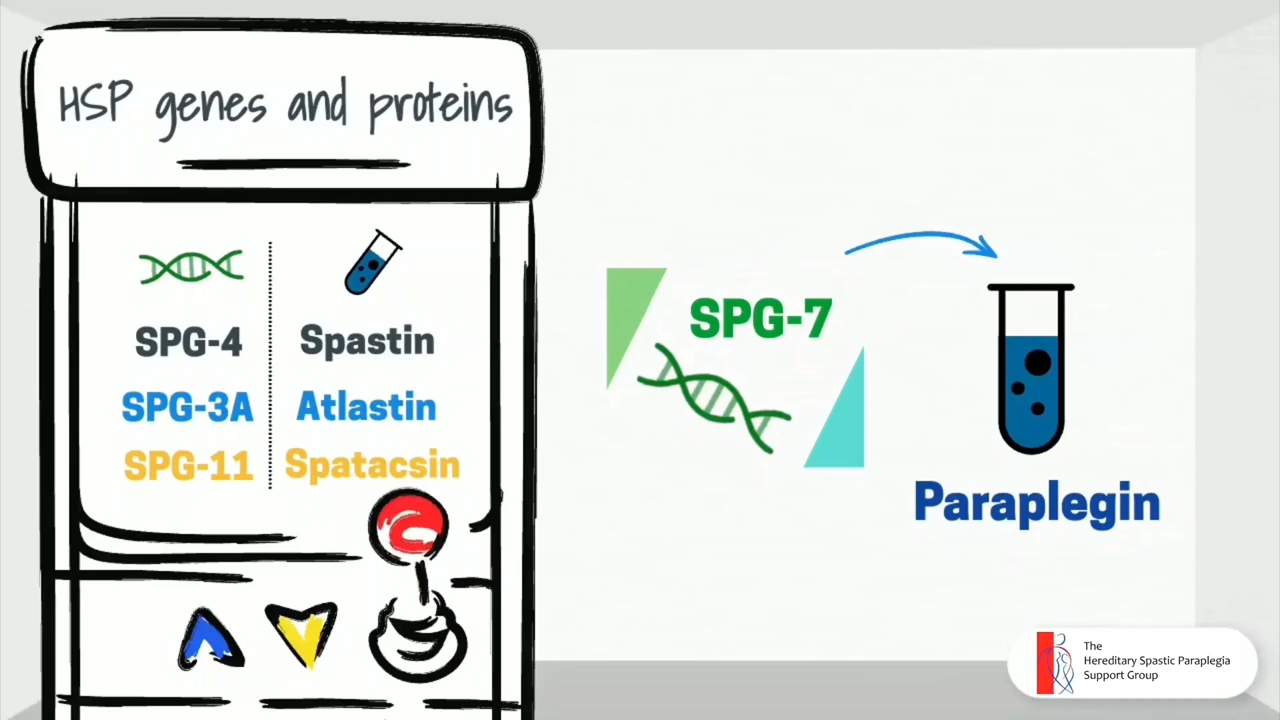 HSP genes and proteins
SPG-4 Spastin
SPG-3A Atlastin
SPG-11 Spatacsin
SPG-7
Paraplegin
The
Hereditary Spastic Paraplegia
Support Group